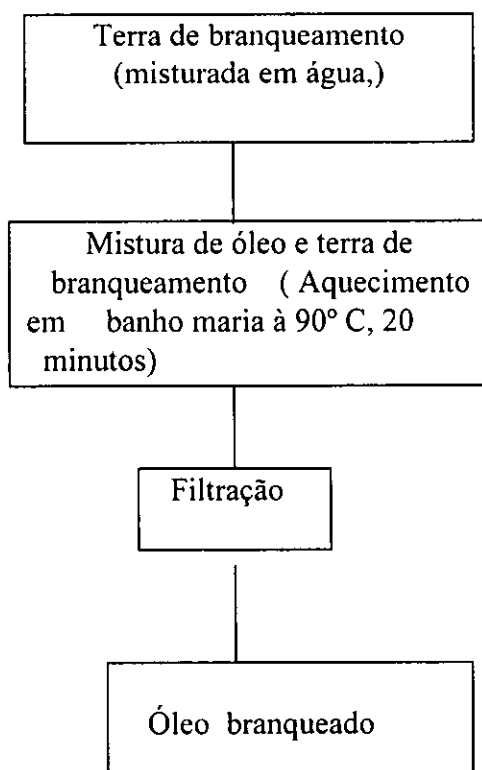 Terra de branqueamento
(misturada em água,)
Mistura de óleo e terra de
branqueamento ( Aquecimento
em banho maria à 90º C, 20
minutos)
Filtração
Óleo branqueado